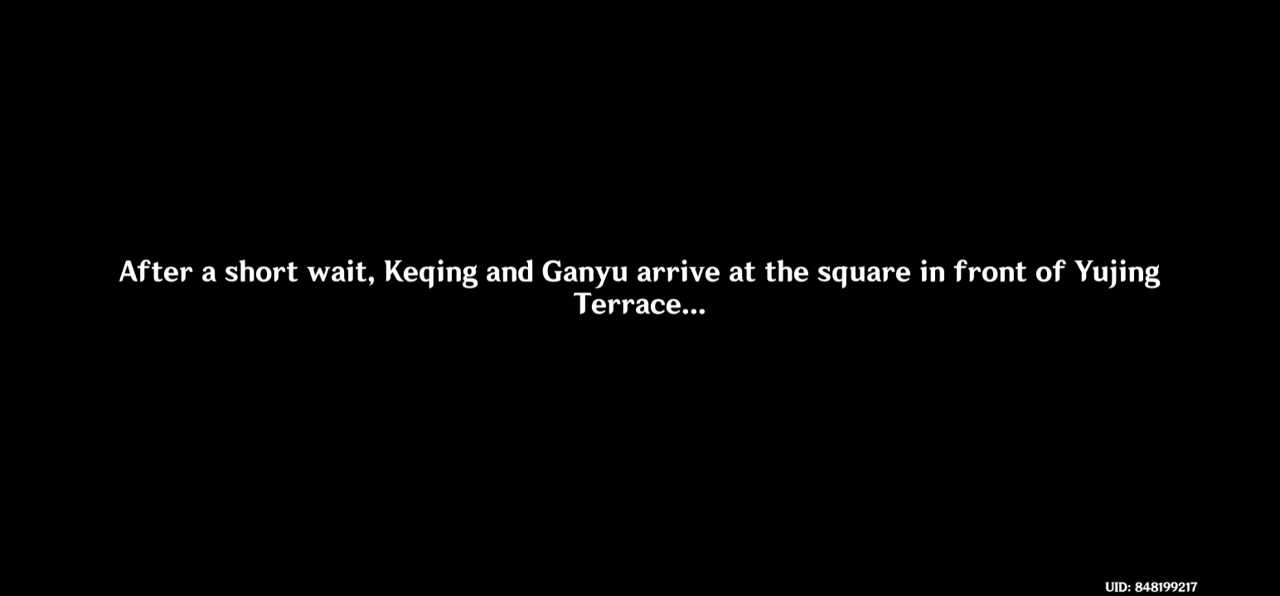 After a short wait, Keqing and Ganyu arrive at the square in front of Yujing
Terrace...
UID: 848199217